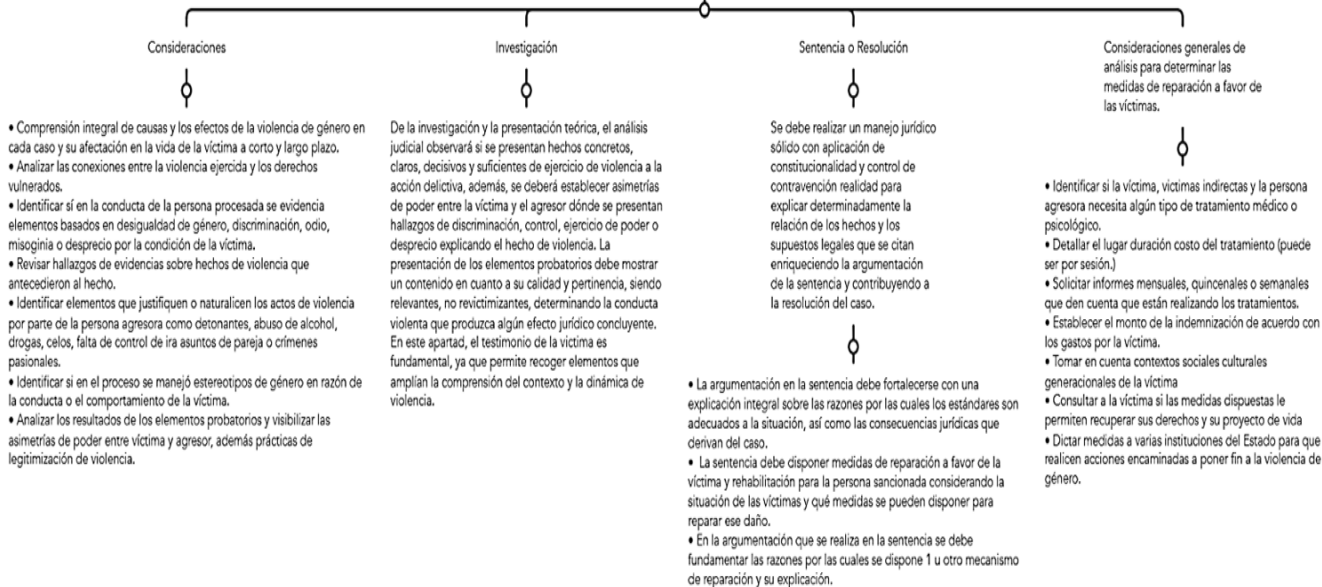 Consideraciones
• Comprensión integral de causas y los efectos de la violencia de género en
cada caso y su afectación en la vida de la víctima a corto y largo plazo.
• Analizar las conexiones entre la violencia ejercida y los derechos
vulnerados.
• Identificar sí en la conducta de la persona procesada se evidencia
elementos basados en desigualdad de género, discriminación, odio,
misoginia o desprecio por la condición de la víctima.
• Revisar hallazgos de evidencias sobre hechos de violencia que
antecedieron al hecho.
• Identificar elementos que justifiquen o naturalicen los actos de violencia
por parte de la persona agresora como detonantes, abuso de alcohol,
drogas, celos, falta de control de ira asuntos de pareja o crímenes
pasionales.
• Identificar si en el proceso se manejó estereotipos de género en razón de
la conducta o el comportamiento de la víctima.
• Analizar los resultados de los elementos probatorios y visibilizar las
asimetrías de poder entre víctima y agresor, además prácticas de
legitimización de violencia.
Investigación
De la investigación y la presentación teórica, el análisis
judicial observará si se presentan hechos concretos,
claros, decisivos y suficientes de ejercicio de violencia a la
acción delictiva, además, se deberá establecer asimetrías
de poder entre la víctima y el agresor dónde se presentan
hallazgos de discriminación, control, ejercicio de poder o
desprecio explicando el hecho de violencia. La
presentación de los elementos probatorios debe mostrar
un contenido en cuanto a su calidad y pertinencia, siendo
relevantes, no revictimizantes, determinando la conducta
violenta que produzca algún efecto jurídico concluyente.
En este apartad, el testimonio de la victima es
fundamental, ya que permite recoger elementos que
amplían la comprensión del contexto y la dinámica de
violencia.
Sentencia o Resolución
Se debe realizar un manejo jurídico
sólido con aplicación de
constitucionalidad y control de
contravención realidad para
explicar determinadamente la
relación de los hechos y los
supuestos legales que se citan
enriqueciendo la argumentación
de la sentencia y contribuyendo a
la resolución del caso.
• La argumentación en la sentencia debe fortalecerse con una
explicación integral sobre las razones por las cuales los estándares son
adecuados a la situación, así como las consecuencias jurídicas que
derivan del caso.
• La sentencia debe disponer medidas de reparación a favor de la
víctima y rehabilitación para la persona sancionada considerando la
situación de las víctimas y qué medidas se pueden disponer para
reparar ese daño.
• En la argumentación que se realiza en la sentencia se debe
fundamentar las razones por las cuales se dispone 1 u otro mecanismo
de reparación y su explicación.
Consideraciones generales de
análisis para determinar las
medidas de reparación a favor de
las víctimas.
• Identificar si la víctima, victimas indirectas y la persona
agresora necesita algún tipo de tratamiento médico o
psicológico.
• Detallar el lugar duración costo del tratamiento (puede
ser por sesión.)
• Solicitar informes mensuales, quincenales o semanales
que den cuenta que están realizando los tratamientos.
• Establecer el monto de la indemnización de acuerdo con
los gastos por la víctima.
• Tomar en cuenta contextos sociales culturales
generacionales de la víctima
• Consultar a la víctima si las medidas dispuestas le
permiten recuperar sus derechos y su proyecto de vida
• Dictar medidas a varias instituciones del Estado para que
realicen acciones encaminadas a poner fin a la violencia de
género.